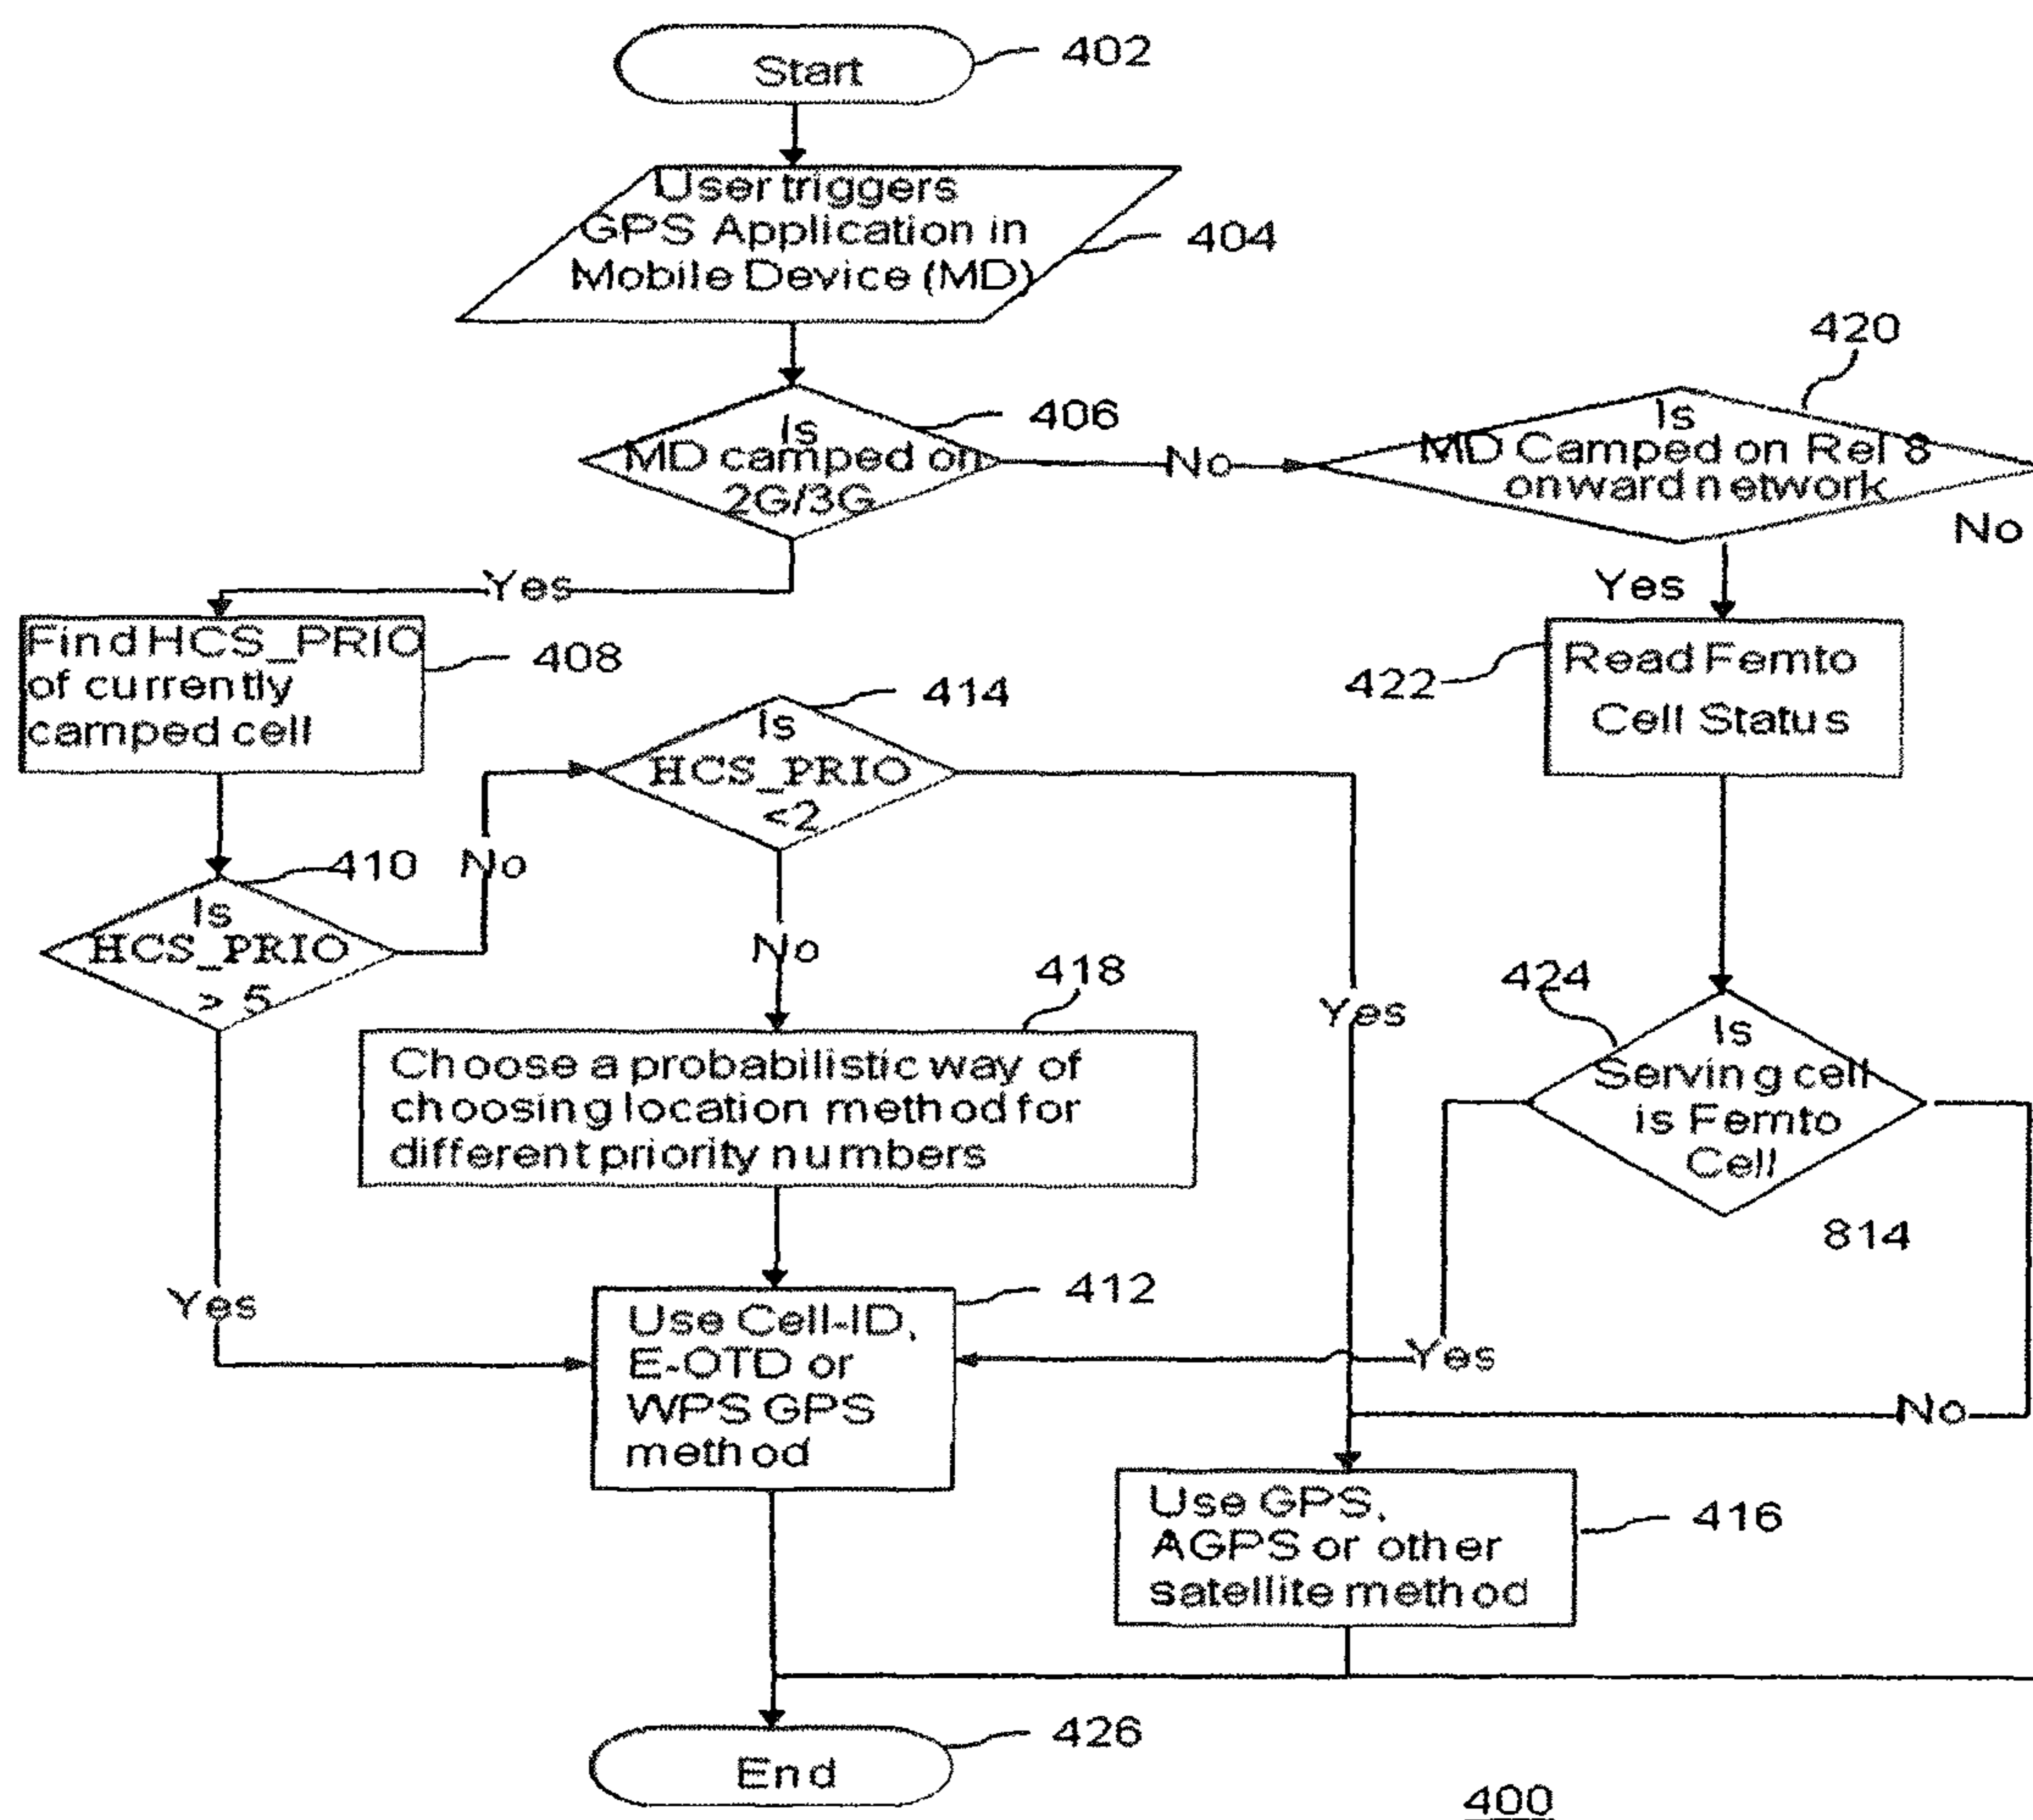 Start
402
User triggers
GPS Application in
Mobile Device (MD)
404
Is
MD camped on
2G/3G
406
No
420
Is
MD Camped on Rel 8
onward network
No
Yes
Yes
Find HCS_PRIO
of currently
camped cell
408
414
Is
HCS_PRIO
<2
422
Read Femto
Cell Status
410
No
Is
HCS_PRIO
> 5
No
418
Yes
424
Is
Serving cell
is Femto
Cell
814
Choose a probabilistic way of
choosing location method for
different priority numbers
Yes
412
Use Cell-ID,
E-OTD or
WPS GPS
method
Yes
No
Use GPS,
AGPS or other
satellite method
416
426
End
400